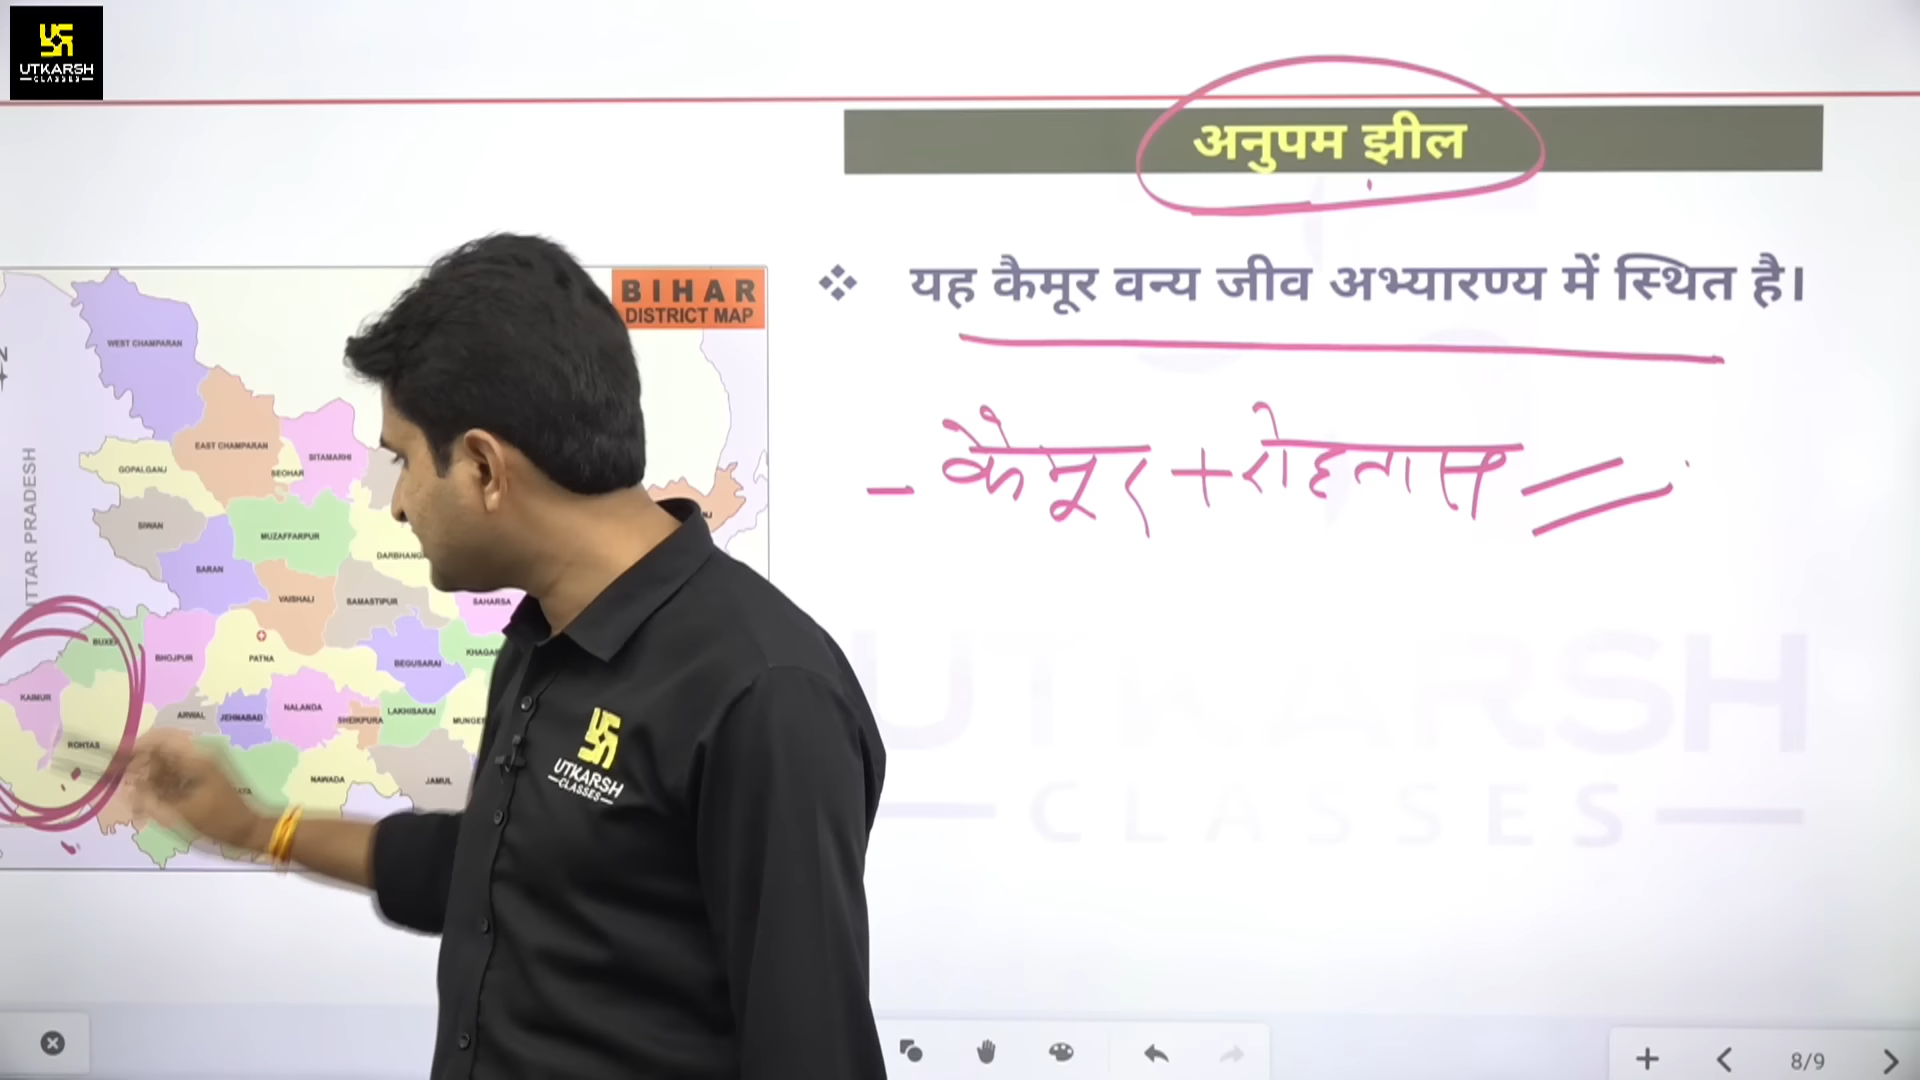 UTKARSH
CLASSES
अनुपम झील
यह कैमूर वन्य जीव अभ्यारण्य में स्थित है।
- कैमूर + रोहतास
BIHAR
DISTRICT MAP
UTTAR PRADESH
WEST CHAMPARAN
EAST CHAMPARAN
SITAMARHI
SEOHAR
GOPALGANJ
SIWAN
MUZAFFARPUR
SARAN
VAISHALI
SAMASTIPUR
SAHARSA
BHOJPUR
PATNA
BEGUSARAI
KAIMUR
ROHTAS
ARWAL
JEHNABAD
NALANDA
SHEIKPURA
LAKHISARAI
NAWADA
JAMUI
UTKARSH
CLASSES
UTKARSH
CLASSES
8/9